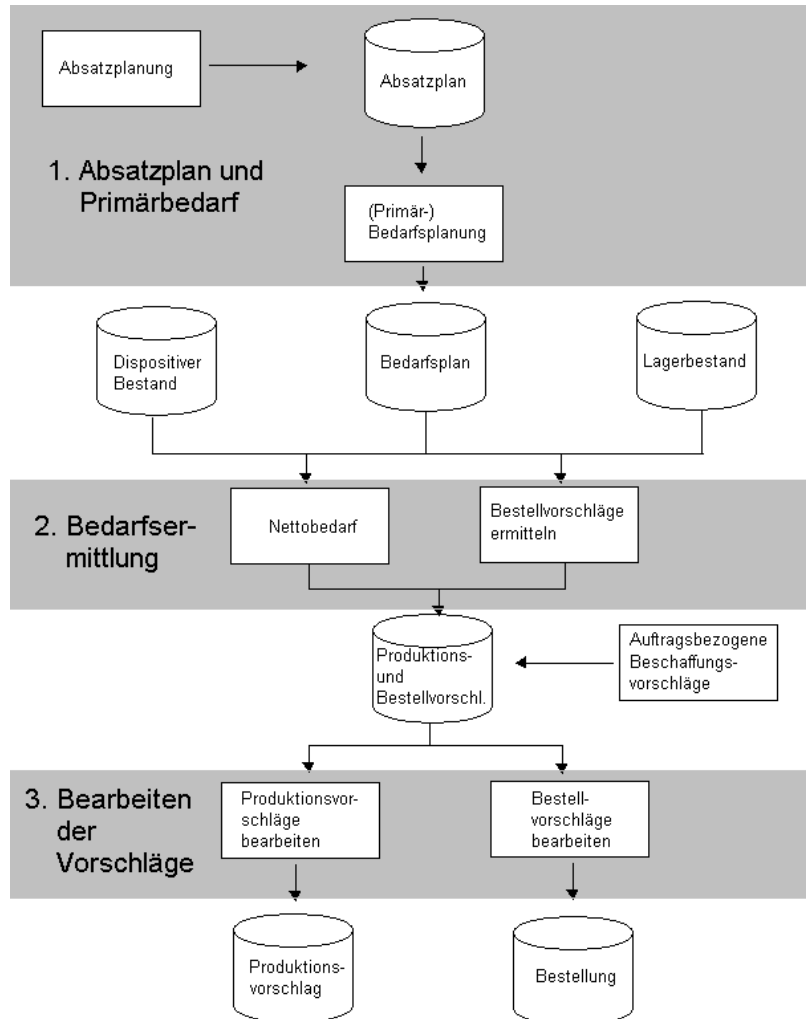 Absatzplanung
Absatzplan
1. Absatzplan und
Primärbedarf
(Primär-)
Bedarfsplanung
Dispositiver
Bestand
Bedarfsplan
Lagerbestand
2. Bedarfser-
mittlung
Nettobedarf
Bestellvorschläge
ermitteln
Produktions-
und
Bestellvorschl.
Auftragsbezogene
Beschaffungs-
vorschläge
3. Bearbeiten
der
Vorschläge
Produktionsvor-
schläge
bearbeiten
Bestell-
vorschläge
bearbeiten
Produktions-
vorschlag
Bestellung